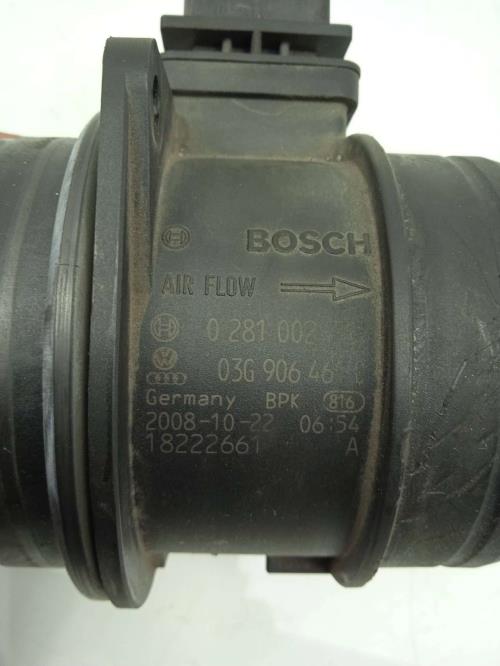 BOSCH
AIR FLOW
0 281 002
03G 906 46
Germany BPK 816
2008-10-22 06:54
18222661 A